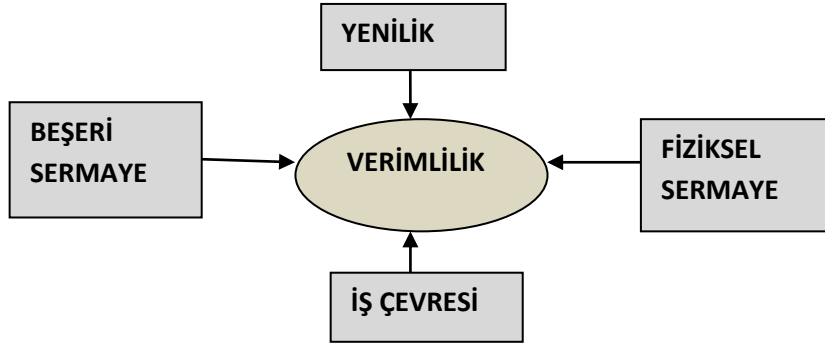 YENİLİK
BEŞERİ
SERMAYE
VERİMLİLİK
FİZİKSEL
SERMAYE
İŞ ÇEVRESİ